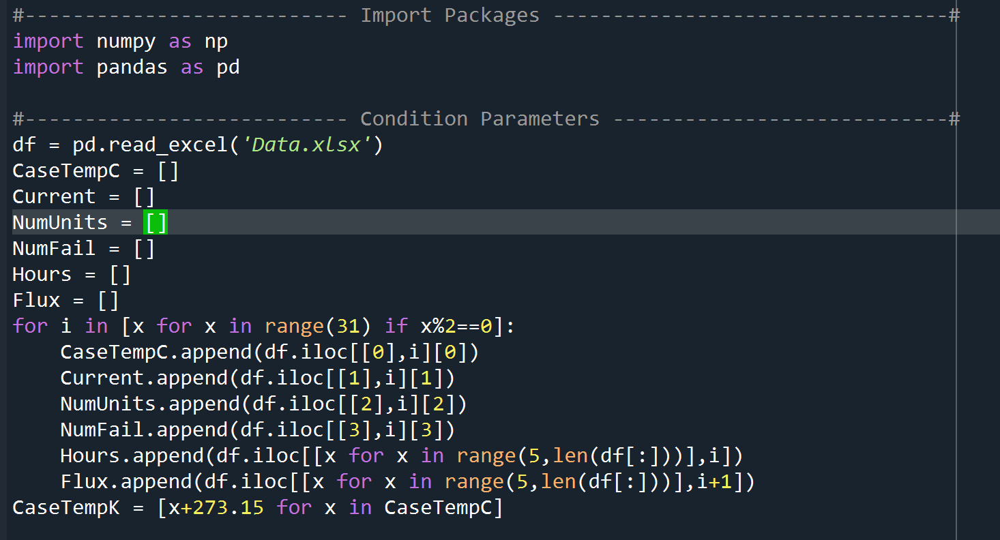 #--------------------------- Import Packages ---------------------------------#
import numpy as np
import pandas as pd
#--------------------------- Condition Parameters ----------------------------#
df = pd.read_excel('Data.xlsx')
CaseTempC = []
Current = []
NumUnits = []
NumFail = []
Hours = []
Flux = []
for i in [x for x in range(31) if x%2==0]:
    CaseTempC.append(df.iloc[[0],i][0])
    Current.append(df.iloc[[1],i][1])
    NumUnits.append(df.iloc[[2],i][2])
    NumFail.append(df.iloc[[3],i][3])
    Hours.append(df.iloc[[x for x in range(5,len(df[:]))],i])
    Flux.append(df.iloc[[x for x in range(5,len(df[:]))],i+1])
CaseTempK = [x+273.15 for x in CaseTempC]